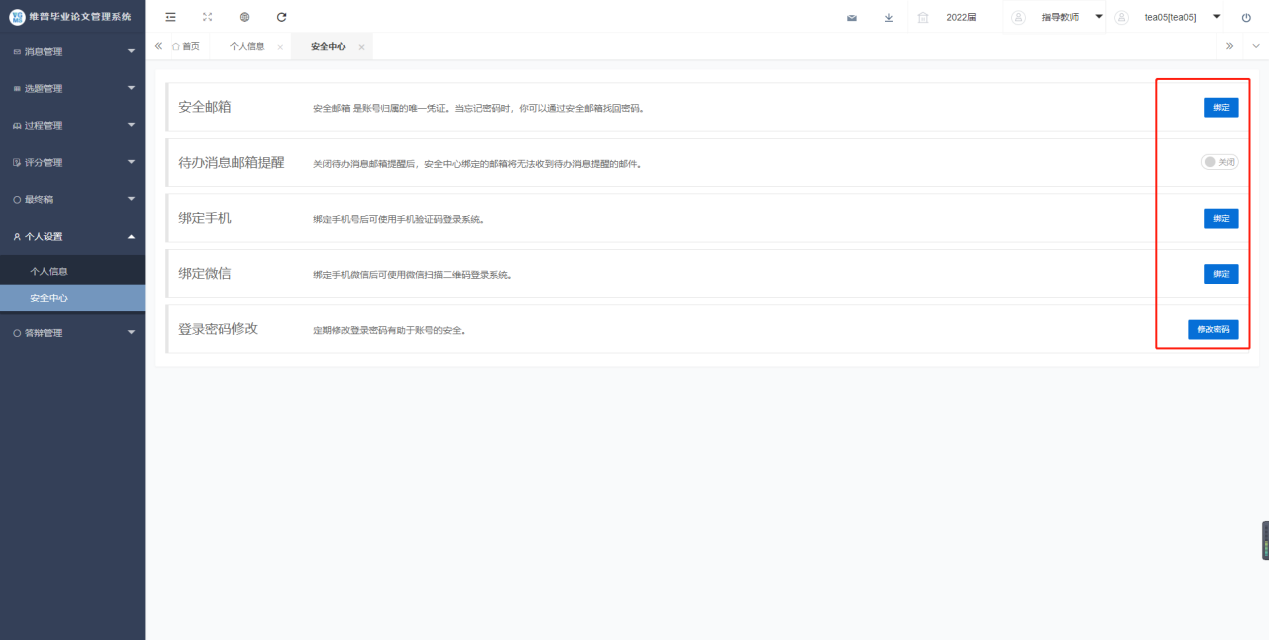 维普毕业论文管理系统
2022届
指导教师
tea05[tea05]
首页
个人信息
安全中心
消息管理
选题管理
过程管理
评分管理
最终稿
个人设置
个人信息
安全中心
答辩管理
安全邮箱 安全邮箱 是账号归属的唯一凭证。当忘记密码时，你可以通过安全邮箱找回密码。 绑定
待办消息邮箱提醒 关闭待办消息邮箱提醒后，安全中心绑定的邮箱将无法收到待办消息提醒的邮件。 关闭
绑定手机 绑定手机号后可使用手机验证码登录系统。 绑定
绑定微信 绑定手机微信后可使用微信扫描二维码登录系统。 绑定
登录密码修改 定期修改登录密码有助于账号的安全。 修改密码